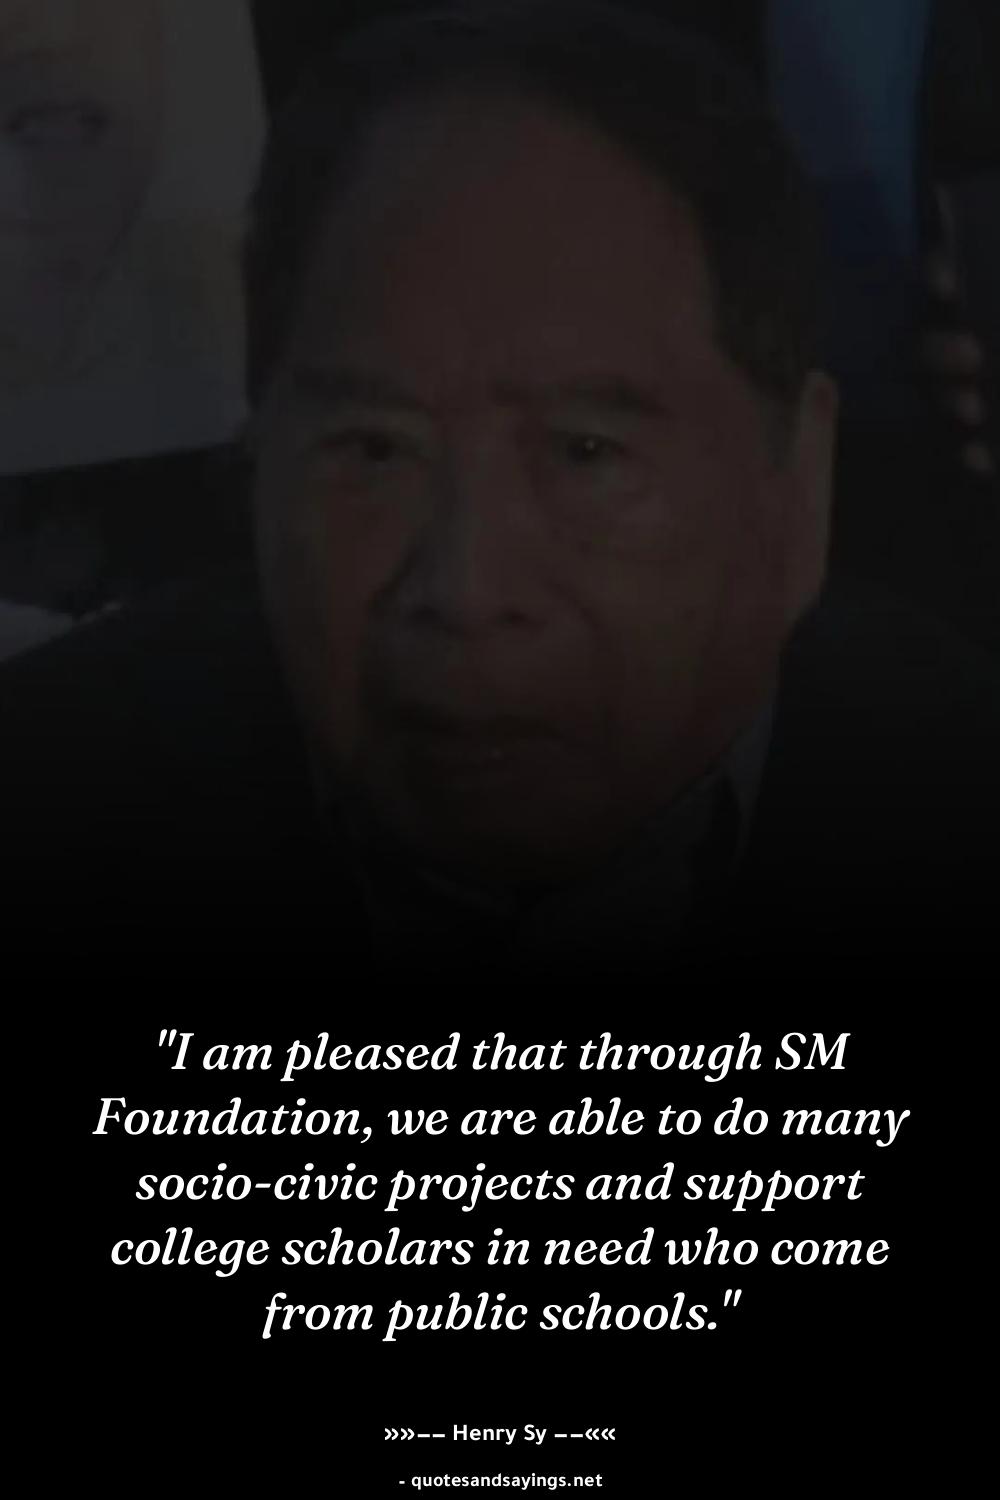 "I am pleased that through SM
Foundation, we are able to do many
socio-civic projects and support
college scholars in need who come
from public schools."
»»−− Henry Sy −−««
- quotesandsayings.net